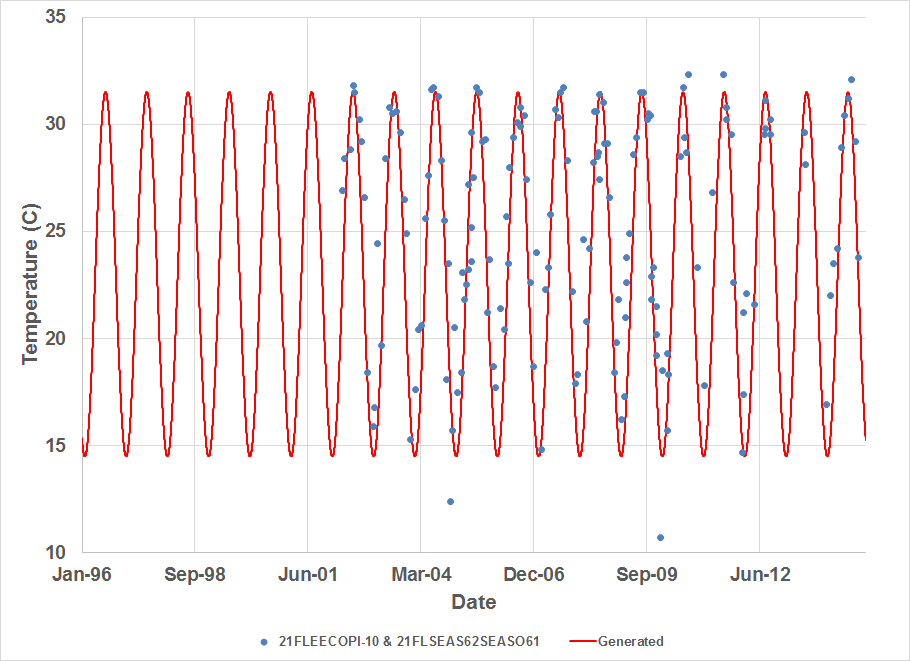 35
30
25
20
15
10
Temperature (C)
Jan-96 Sep-98 Jun-01 Mar-04 Dec-06 Sep-09 Jun-12
Date
21FLEECOPI-10 & 21FLSEAS62SEASO61 Generated